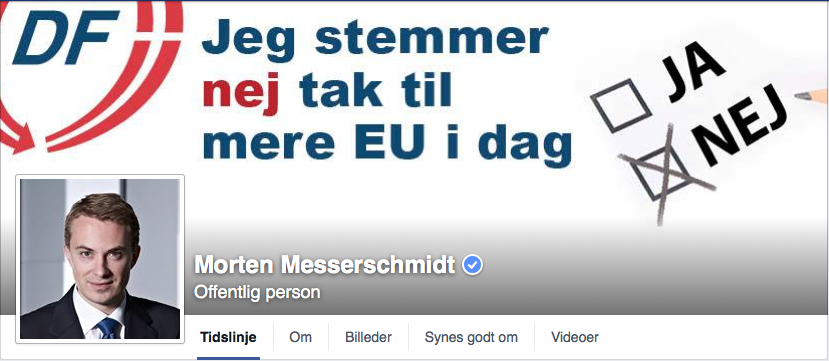 DF
Jeg stemmer
nej tak til
mere EU i dag
JA
NEJ
Morten Messerschmidt
Offentlig person
Tidslinje Om Billeder Synes godt om Videoer